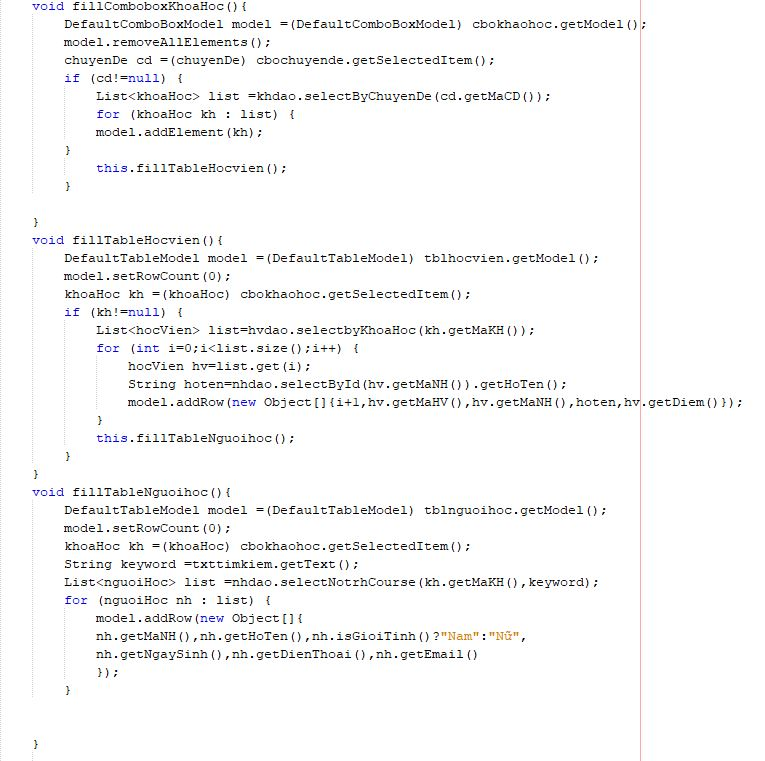 void fillComboboxKhoaHoc(){
    DefaultComboBoxModel model =(DefaultComboBoxModel) cbokhaohoc.getModel();
    model.removeAllElements();
    chuyenDe cd =(chuyenDe) cbochuyende.getSelectedItem();
    if (cd!=null) {
        List<khoaHoc> list =khdao.selectByChuyenDe(cd.getMaCD());
        for (khoaHoc kh : list) {
        model.addElement(kh);
    }
        this.fillTableHocvien();
    }
}
void fillTableHocvien(){
    DefaultTableModel model =(DefaultTableModel) tblhocvien.getModel();
    model.setRowCount(0);
    khoaHoc kh =(khoaHoc) cbokhaohoc.getSelectedItem();
    if (kh!=null) {
        List<hocVien> list=hvdao.selectbyKhoaHoc(kh.getMaKH());
        for (int i=0;i<list.size();i++) {
            hocVien hv=list.get(i);
            String hoten=nhdao.selectById(hv.getMaNH()).getHoTen();
            model.addRow(new Object[]{i+1,hv.getMaHV(),hv.getMaNH(),hoten,hv.getDiem()});
        }
        this.fillTableNguoihoc();
    }
}
void fillTableNguoihoc(){
    DefaultTableModel model =(DefaultTableModel) tblnguoihoc.getModel();
    model.setRowCount(0);
    khoaHoc kh =(khoaHoc) cbokhaohoc.getSelectedItem();
    String keyword =txttimkiem.getText();
    List<nguoiHoc> list =nhdao.selectNotrhCourse(kh.getMaKH(),keyword);
    for (nguoiHoc nh : list) {
        model.addRow(new Object[]{
        nh.getMaNH(),nh.getHoTen(),nh.isGioiTinh()?"Nam":"Nữ",
        nh.getNgaySinh(),nh.getDienThoai(),nh.getEmail()
        });
    }
}